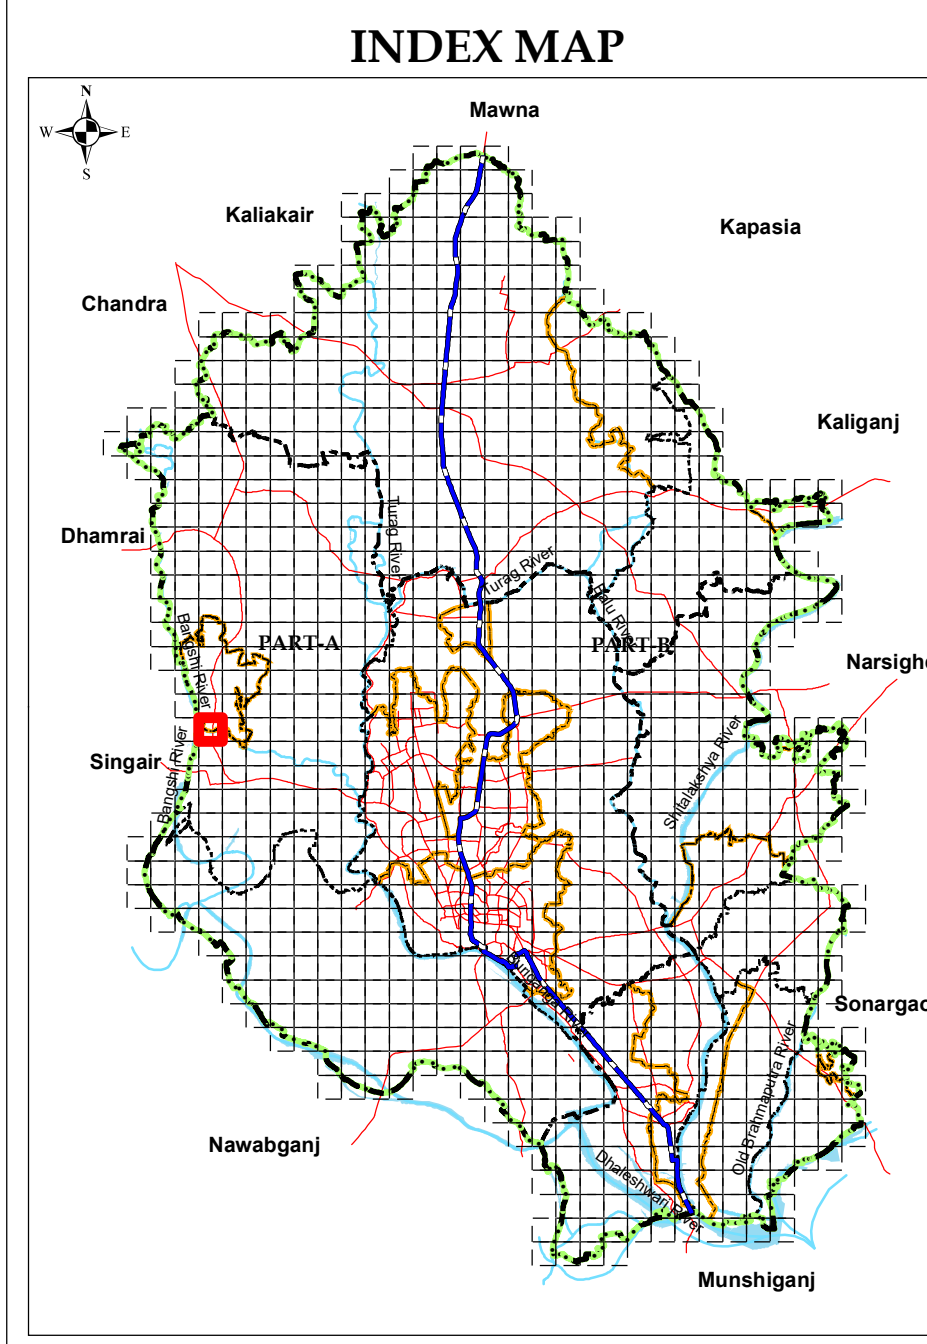 INDEX MAP
N
W E
S
Mawna
Kaliakair
Kapasia
Chandra
Kaliganj
Dhamrai
Turag River
Turag River
Balu River
Bangshi River
PART-A
PART-B
Narsighd
Shitalakshya River
Bangshi River
Singair
Buriganga River
Sonargao
Old Brahmaputra River
Nawabganj
Dhaleshwari River
Munshiganj